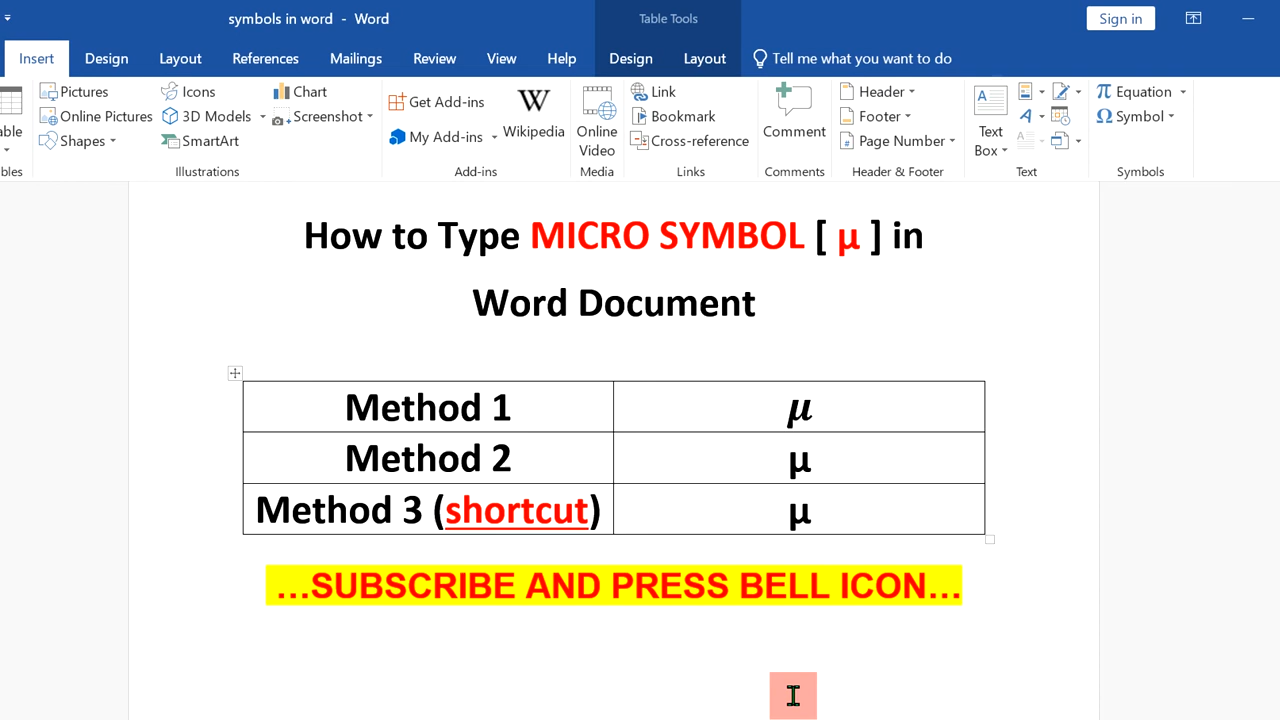 symbols in word - Word
Table Tools
Sign in
Insert
Design
Layout
References
Mailings
Review
View
Help
Design
Layout
Tell me what you want to do
Pictures
Online Pictures
Shapes
Icons
3D Models
SmartArt
Chart
Screenshot
Illustrations
Get Add-ins
My Add-ins
Wikipedia
Add-ins
Online
Video
Media
Link
Bookmark
Cross-reference
Links
Comment
Comments
Header
Footer
Page Number
Header & Footer
Text
Box
Text
π Equation
Ω Symbol
Symbols
How to Type MICRO SYMBOL [ µ ] in
Word Document
Method 1 𝝁
Method 2 µ
Method 3 (shortcut) µ
…SUBSCRIBE AND PRESS BELL ICON…